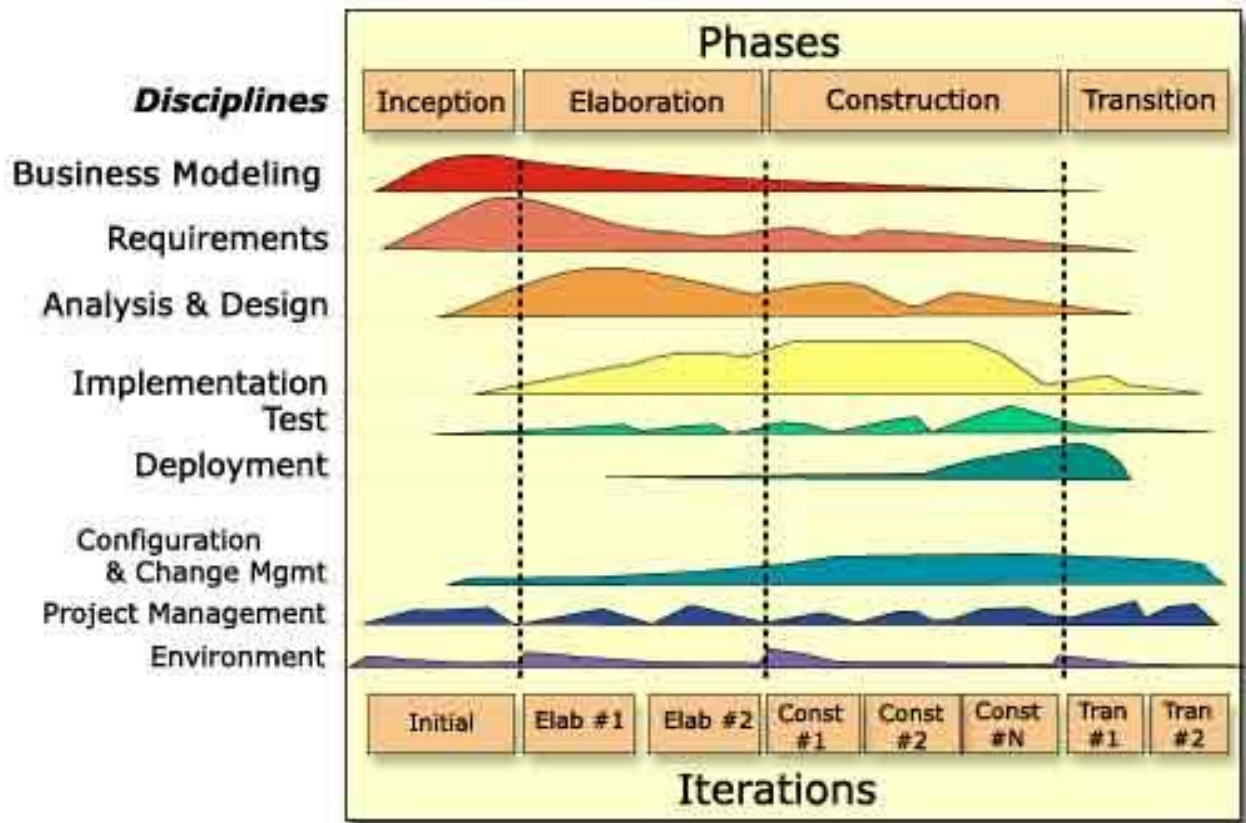 Phases
Disciplines
Inception
Elaboration
Construction
Transition
Business Modeling
Requirements
Analysis & Design
Implementation
Test
Deployment
Configuration
& Change Mgmt
Project Management
Environment
Initial
Elab #1
Elab #2
Const
#1
Const
#2
Const
#N
Tran
#1
Tran
#2
Iterations